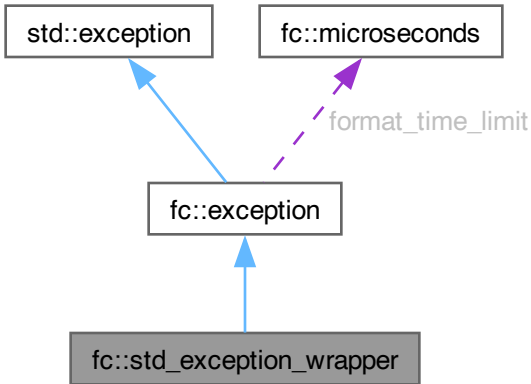 std::exception
fc::microseconds
format_time_limit
fc::exception
fc::std_exception_wrapper